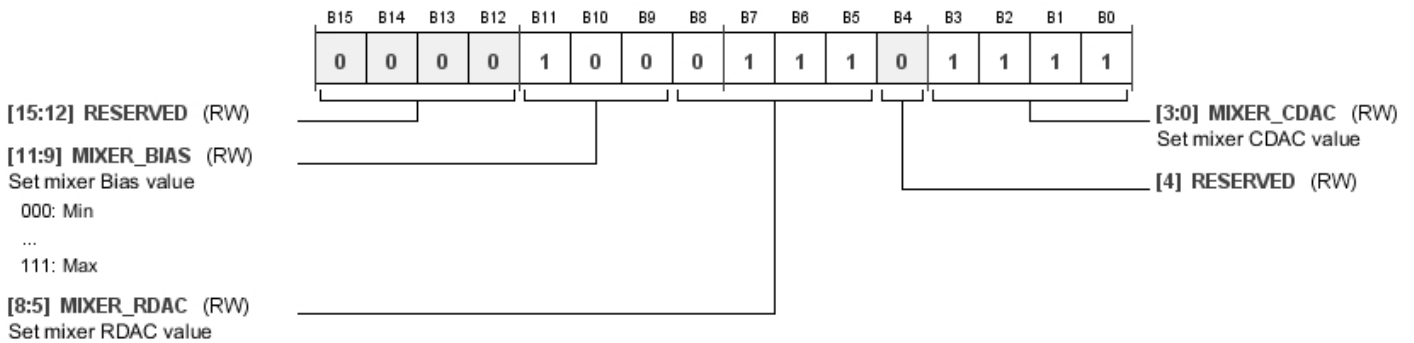 B15 B14 B13 B12 B11 B10 B9 B8 B7 B6 B5 B4 B3 B2 B1 B0
0 0 0 0 1 0 0 0 1 1 1 0 1 1 1 1
[15:12] RESERVED (RW)
[3:0] MIXER_CDAC (RW)
Set mixer CDAC value
[11:9] MIXER_BIAS (RW)
Set mixer Bias value
000: Min
...
111: Max
[4] RESERVED (RW)
[8:5] MIXER_RDAC (RW)
Set mixer RDAC value